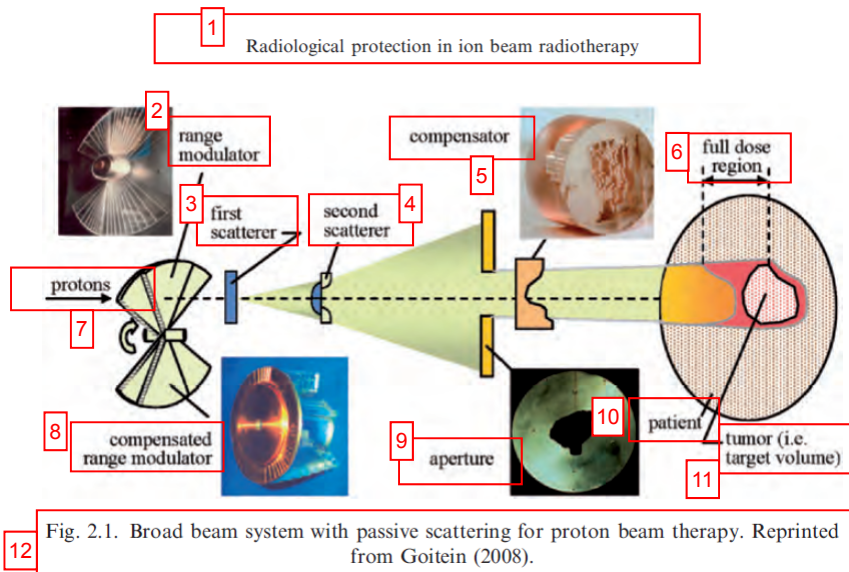 1
Radiological protection in ion beam radiotherapy
2
range
modulator
compensator
5
6
full dose
region
3
first
scatterer
second
scatterer
4
protons
7
8
compensated
range modulator
9
aperture
10
patient
tumor (i.e.
target volume)
11
12
Fig. 2.1. Broad beam system with passive scattering for proton beam therapy. Reprinted
from Goitein (2008).